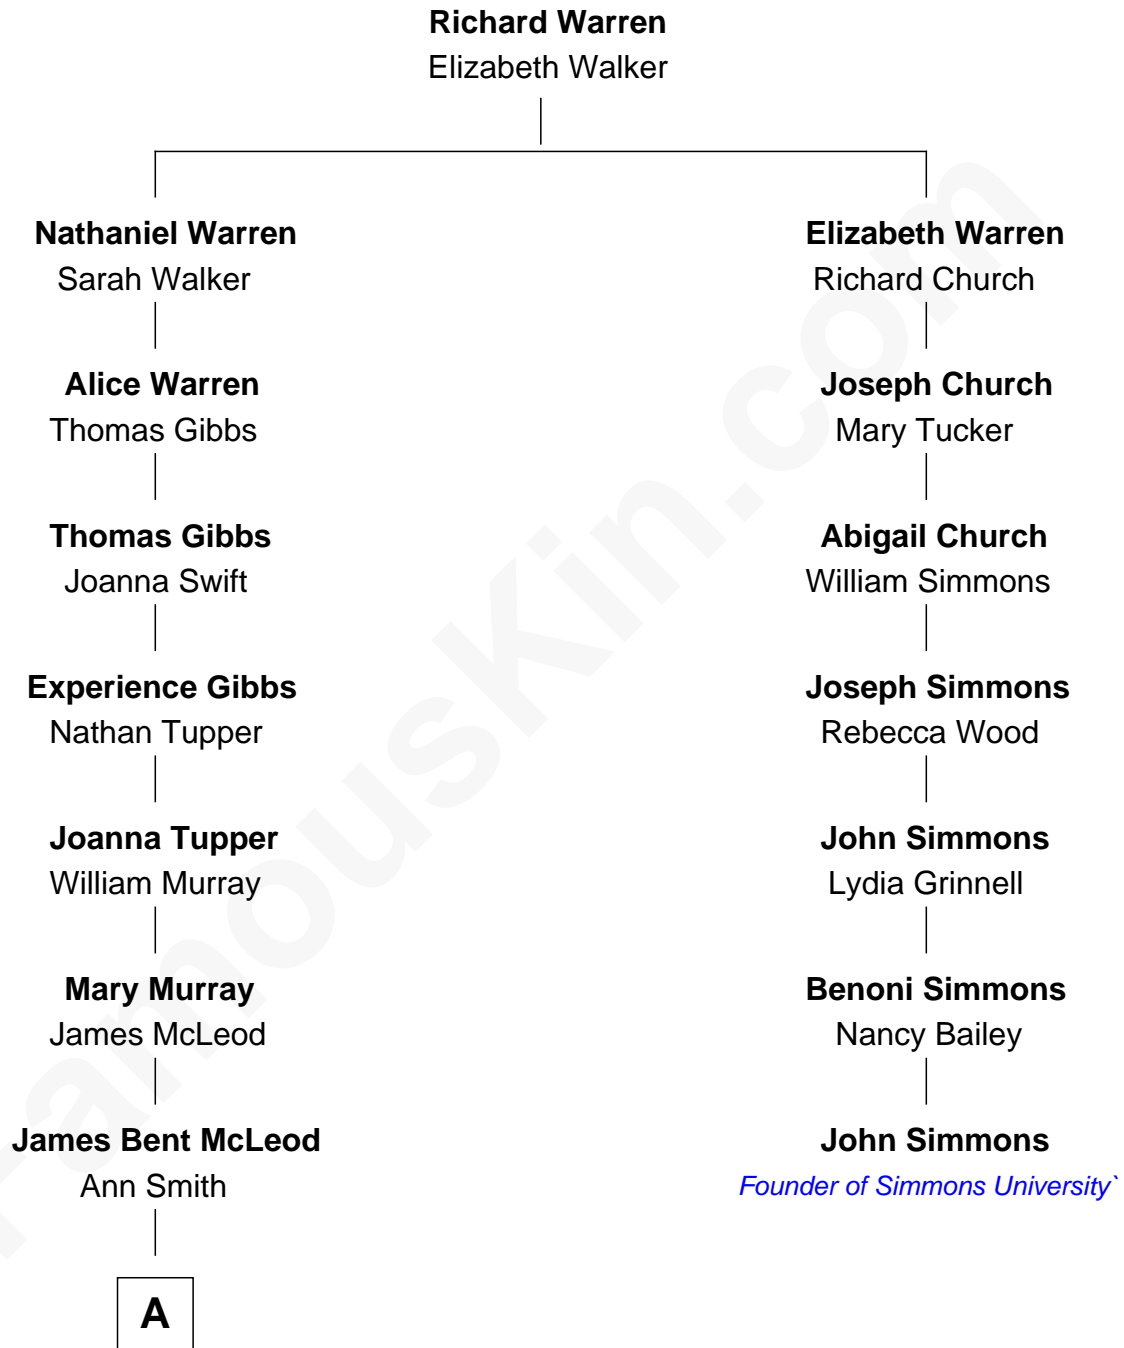 Richard Warren
Elizabeth Walker
Nathaniel Warren
Sarah Walker
Alice Warren
Thomas Gibbs
Thomas Gibbs
Joanna Swift
Experience Gibbs
Nathan Tupper
Joanna Tupper
William Murray
Mary Murray
James McLeod
James Bent McLeod
Ann Smith
A
Elizabeth Warren
Richard Church
Joseph Church
Mary Tucker
Abigail Church
William Simmons
Joseph Simmons
Rebecca Wood
John Simmons
Lydia Grinnell
Benoni Simmons
Nancy Bailey
John Simmons
Founder of Simmons University`
FamousKin.com